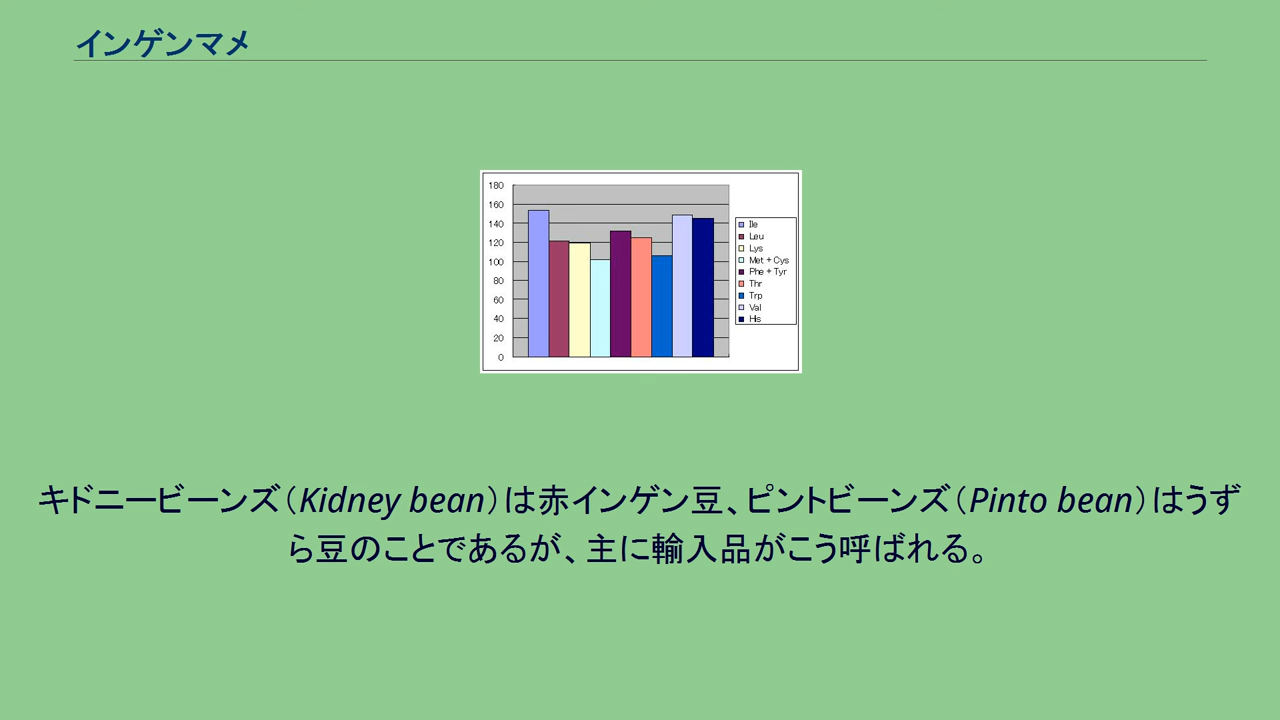 インゲンマメ
180
160
140
120
100
80
60
40
20
0
Ile
Leu
Lys
Met + Cys
Phe + Tyr
Thr
Trp
Val
His
キドニービーンズ（Kidney bean）は赤インゲン豆、ピントビーンズ（Pinto bean）はうず
ら豆のことであるが、主に輸入品がこう呼ばれる。